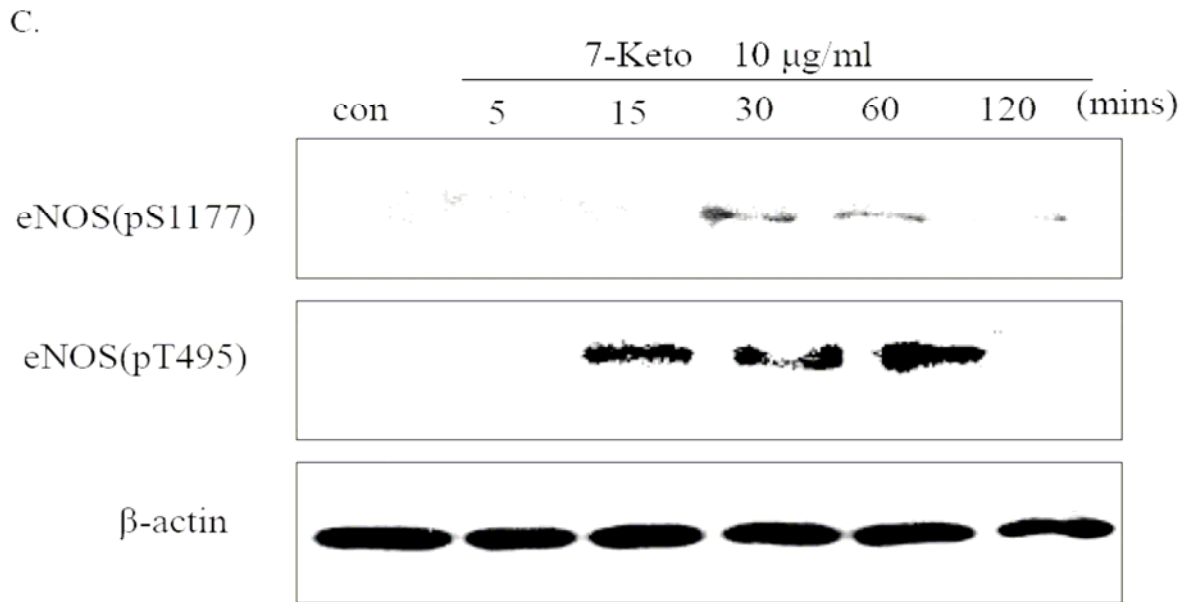 C.
7-Keto 10 μg/ml
con 5 15 30 60 120 (mins)
eNOS(pS1177)
eNOS(pT495)
β-actin